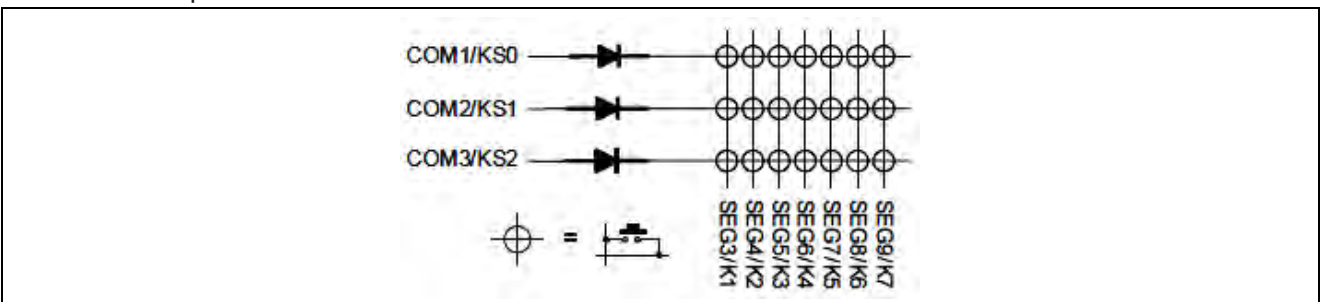 COM1/KS0
COM2/KS1
COM3/KS2
=
SEG3/K1
SEG4/K2
SEG5/K3
SEG6/K4
SEG7/K5
SEG8/K6
SEG9/K7